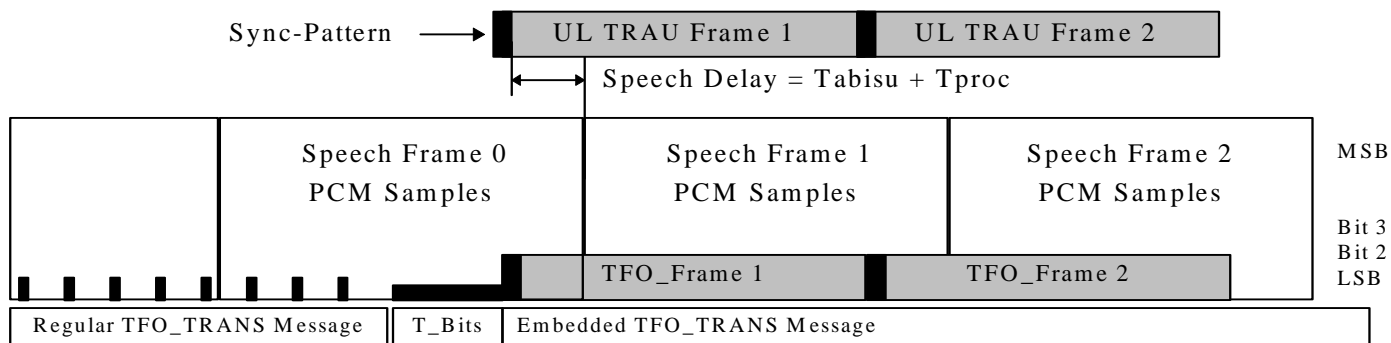 Sync-Pattern
UL TRAU Frame 1
UL TRAU Frame 2
Speech Delay = Tabisu + Tproc
Speech Frame 0
PCM Samples
Speech Frame 1
PCM Samples
Speech Frame 2
PCM Samples
MSB
Bit 3
Bit 2
LSB
TFO_Frame 1
TFO_Frame 2
Regular TFO_TRANS Message
T_Bits
Embedded TFO_TRANS Message